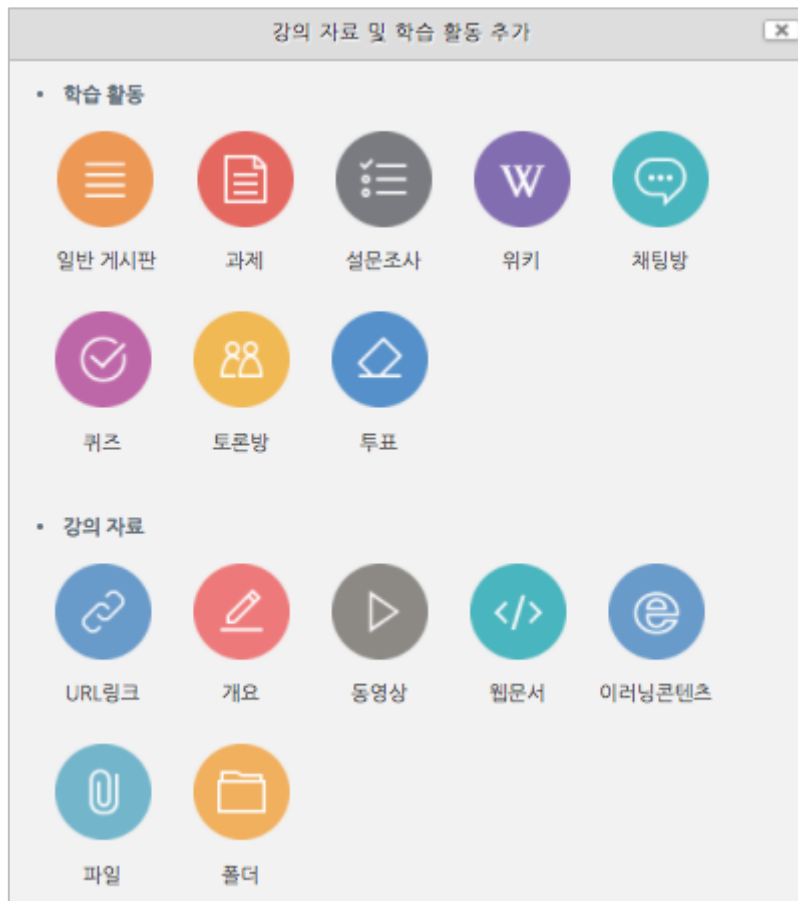 강의 자료 및 학습 활동 추가
• 학습 활동
일반 게시판 과제 설문조사 위키 채팅방
퀴즈 토론방 투표
• 강의 자료
URL링크 개요 동영상 웹문서 이러닝콘텐츠
파일 폴더